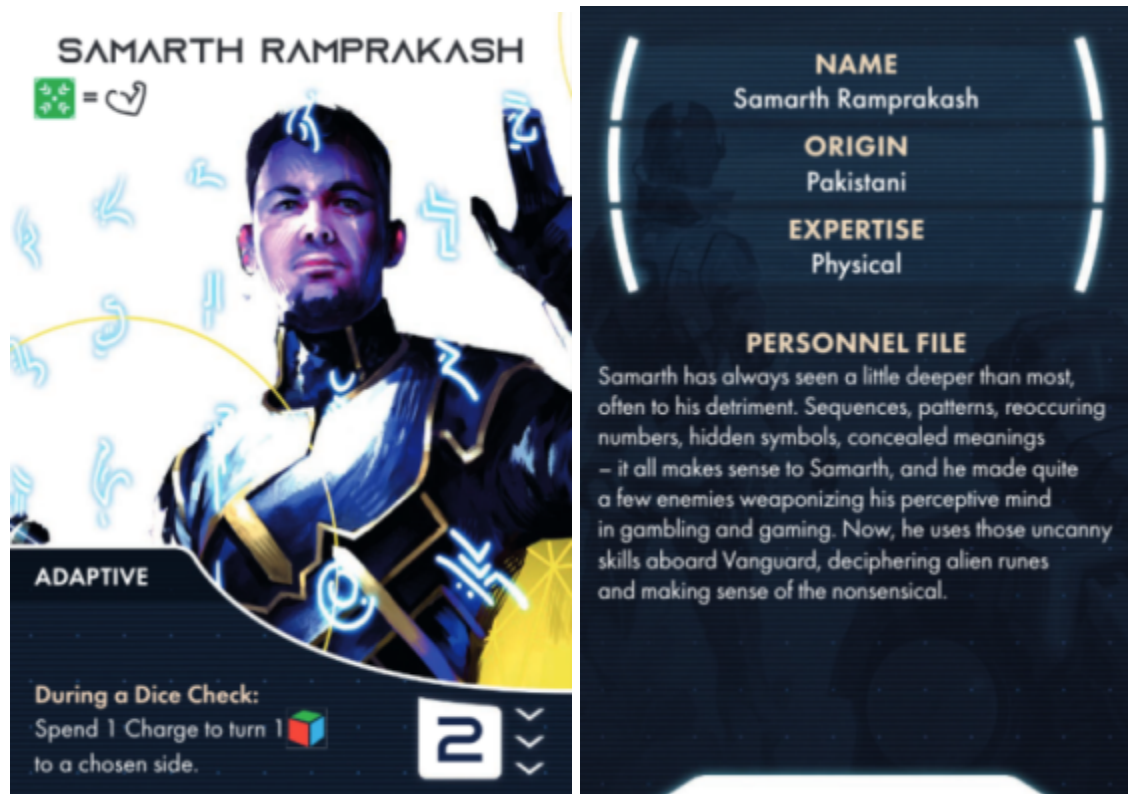 SAMARTH RAMPRAKASH
=
ADAPTIVE
During a Dice Check:
Spend 1 Charge to turn 1
to a chosen side.
2
NAME
Samarth Ramprakash
ORIGIN
Pakistani
EXPERTISE
Physical
PERSONNEL FILE
Samarth has always seen a little deeper than most,
often to his detriment. Sequences, patterns, reoccuring
numbers, hidden symbols, concealed meanings
– it all makes sense to Samarth, and he made quite
a few enemies weaponizing his perceptive mind
in gambling and gaming. Now, he uses those uncanny
skills aboard Vanguard, deciphering alien runes
and making sense of the nonsensical.